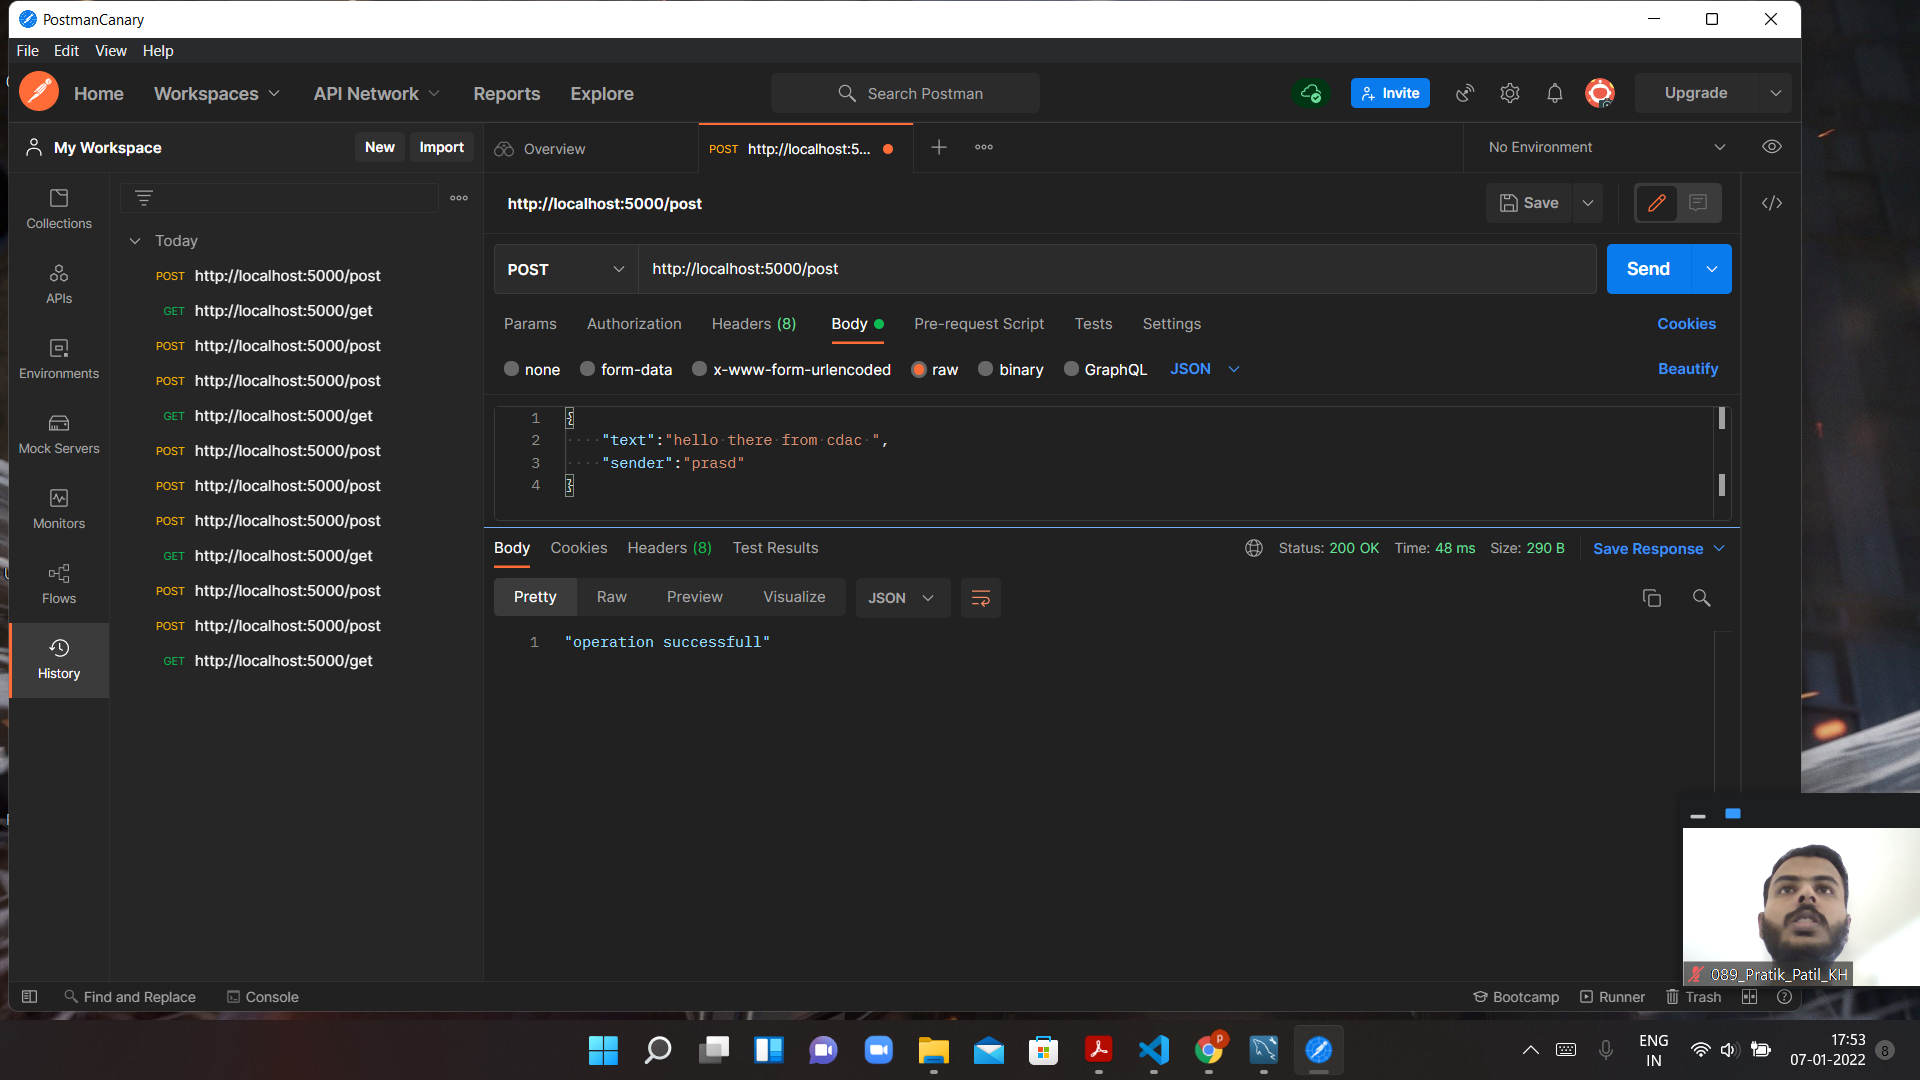 PostmanCanary
File Edit View Help
Home Workspaces API Network Reports Explore
Search Postman
Invite
Upgrade
My Workspace
New Import
Overview
POST http://localhost:5...
No Environment
Collections
APIs
Environments
Mock Servers
Monitors
Flows
History
Today
POST http://localhost:5000/post
GET http://localhost:5000/get
POST http://localhost:5000/post
POST http://localhost:5000/post
GET http://localhost:5000/get
POST http://localhost:5000/post
POST http://localhost:5000/post
POST http://localhost:5000/post
GET http://localhost:5000/get
POST http://localhost:5000/post
POST http://localhost:5000/post
GET http://localhost:5000/get
http://localhost:5000/post
Save
POST http://localhost:5000/post
Send
Params Authorization Headers (8) Body Pre-request Script Tests Settings
Cookies
none form-data x-www-form-urlencoded raw binary GraphQL JSON
Beautify
1 {
2 "text":"hello there from cdac ",
3 "sender":"prasd"
4 }
Body Cookies Headers (8) Test Results
Status: 200 OK Time: 48 ms Size: 290 B
Save Response
Pretty Raw Preview Visualize JSON
1 "operation successfull"
089_Pratik_Patil_KH
Find and Replace Console
Bootcamp Runner Trash
P
ENG
IN
17:53
07-01-2022
8